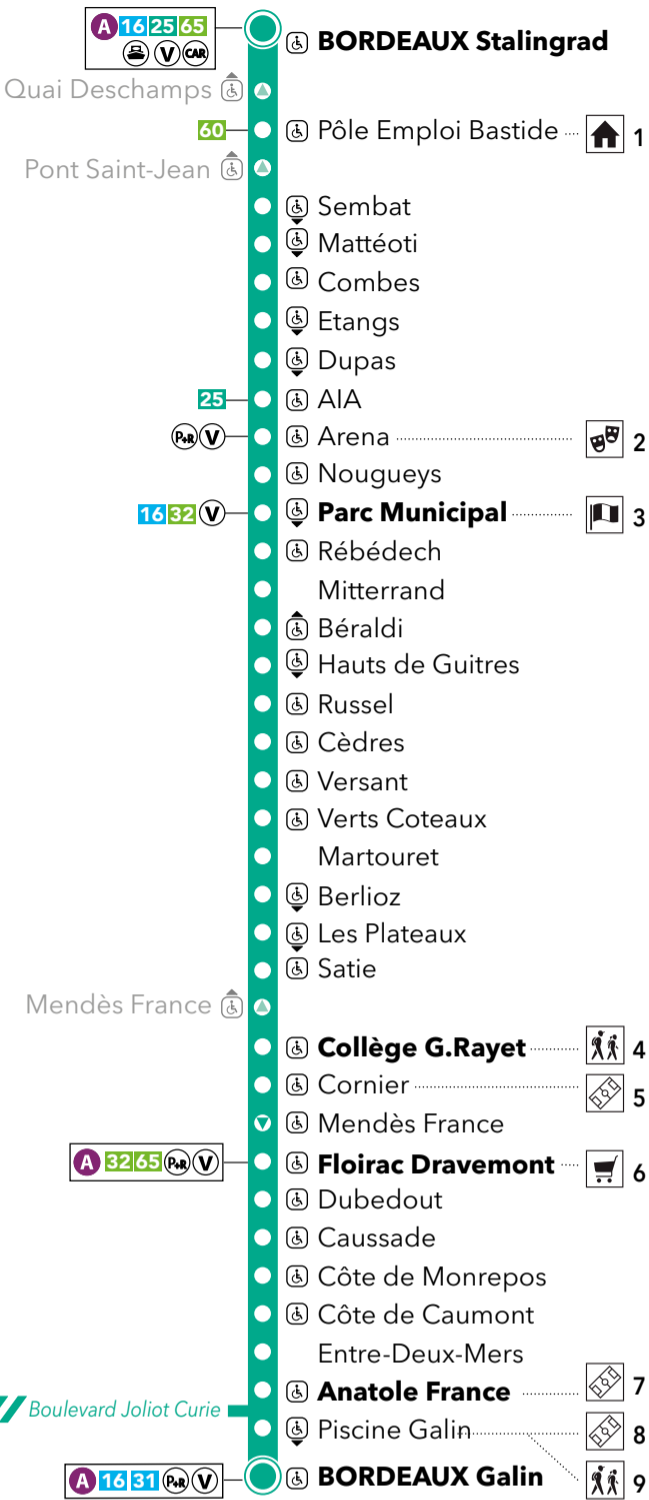 A 16 25 65
V CAR
BORDEAUX Stalingrad
Quai Deschamps
60 Pôle Emploi Bastide 1
Pont Saint-Jean
Sembat
Mattéoti
Combes
Etangs
Dupas
25 AIA
P+R V Arena 2
Nougueys
16 32 V Parc Municipal 3
Rébédech
Mitterrand
Béraldi
Hauts de Guitres
Russel
Cèdres
Versant
Verts Coteaux
Martouret
Berlioz
Les Plateaux
Satie
Mendès France
Collège G.Rayet 4
Cornier 5
Mendès France
A 32 65 P+R V Floirac Dravemont 6
Dubedout
Caussade
Côte de Monrepos
Côte de Caumont
Entre-Deux-Mers
Anatole France 7
Boulevard Joliot Curie
Piscine Galin 8
A 16 31 P+R V BORDEAUX Galin 9